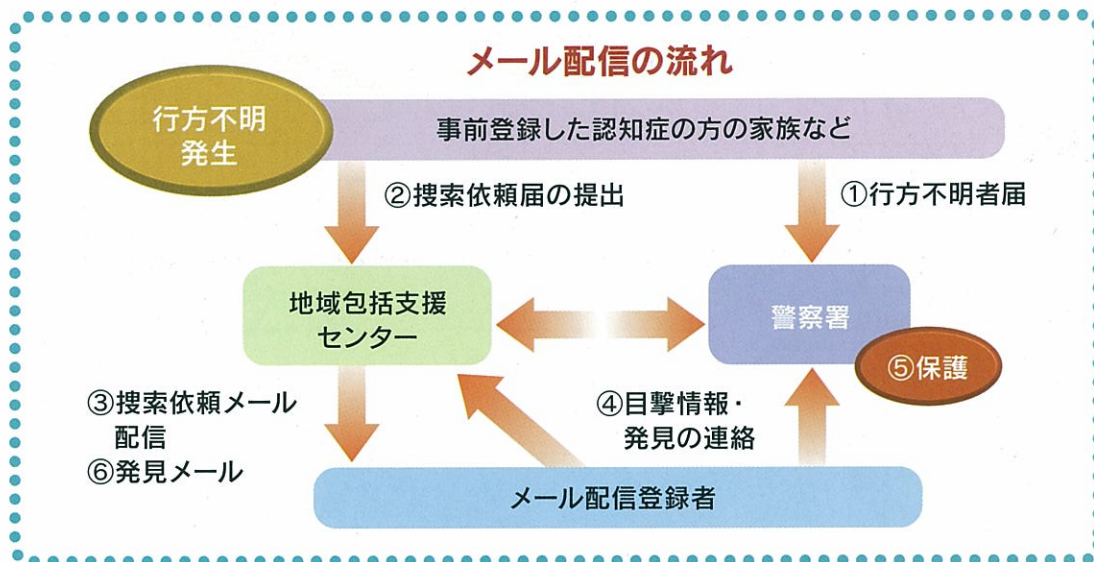 メール配信の流れ
行方不明
発生
事前登録した認知症の方の家族など
②捜索依頼届の提出
①行方不明者届
地域包括支援
センター
警察署
⑤保護
③捜索依頼メール
配信
⑥発見メール
④目撃情報・
発見の連絡
メール配信登録者